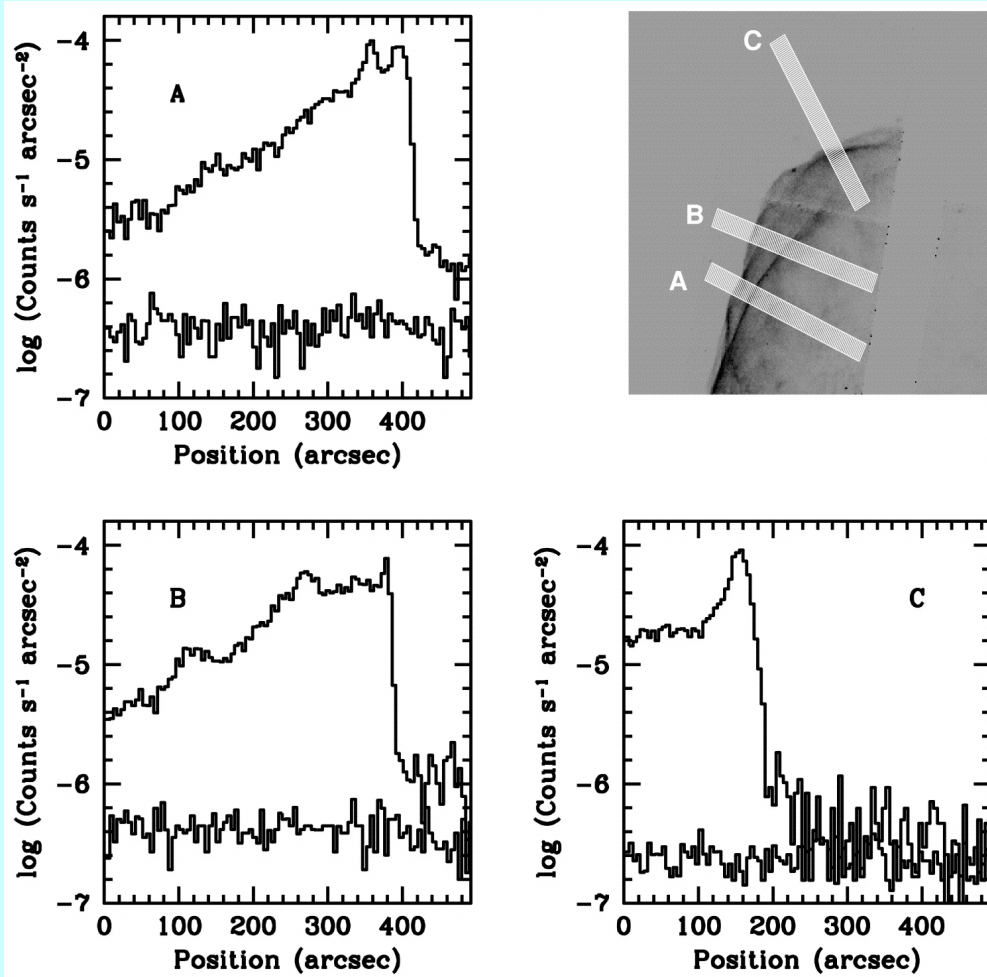 log (Counts s⁻¹ arcsec⁻²)
-4
-5
-6
-7
A
0 100 200 300 400
Position (arcsec)
C
B
A
log (Counts s⁻¹ arcsec⁻²)
-4
-5
-6
-7
B
0 100 200 300 400
Position (arcsec)
log (Counts s⁻¹ arcsec⁻²)
-4
-5
-6
-7
C
0 100 200 300 400
Position (arcsec)